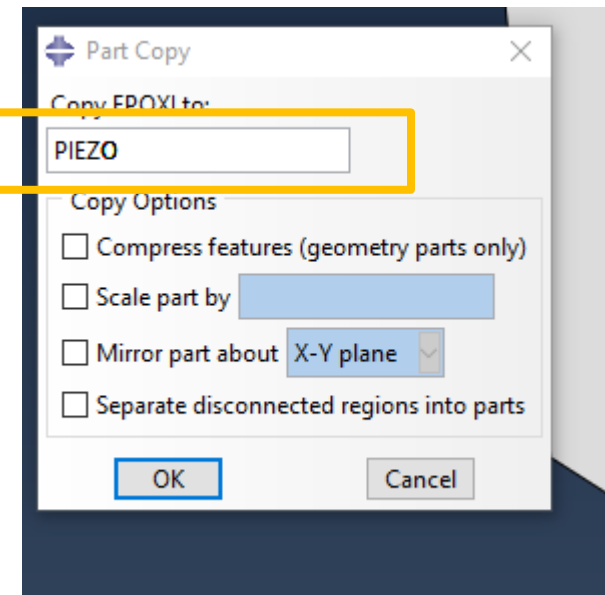 Part Copy
Copy EPOXI to:
PIEZO
Copy Options
Compress features (geometry parts only)
Scale part by
Mirror part about X-Y plane
Separate disconnected regions into parts
OK Cancel